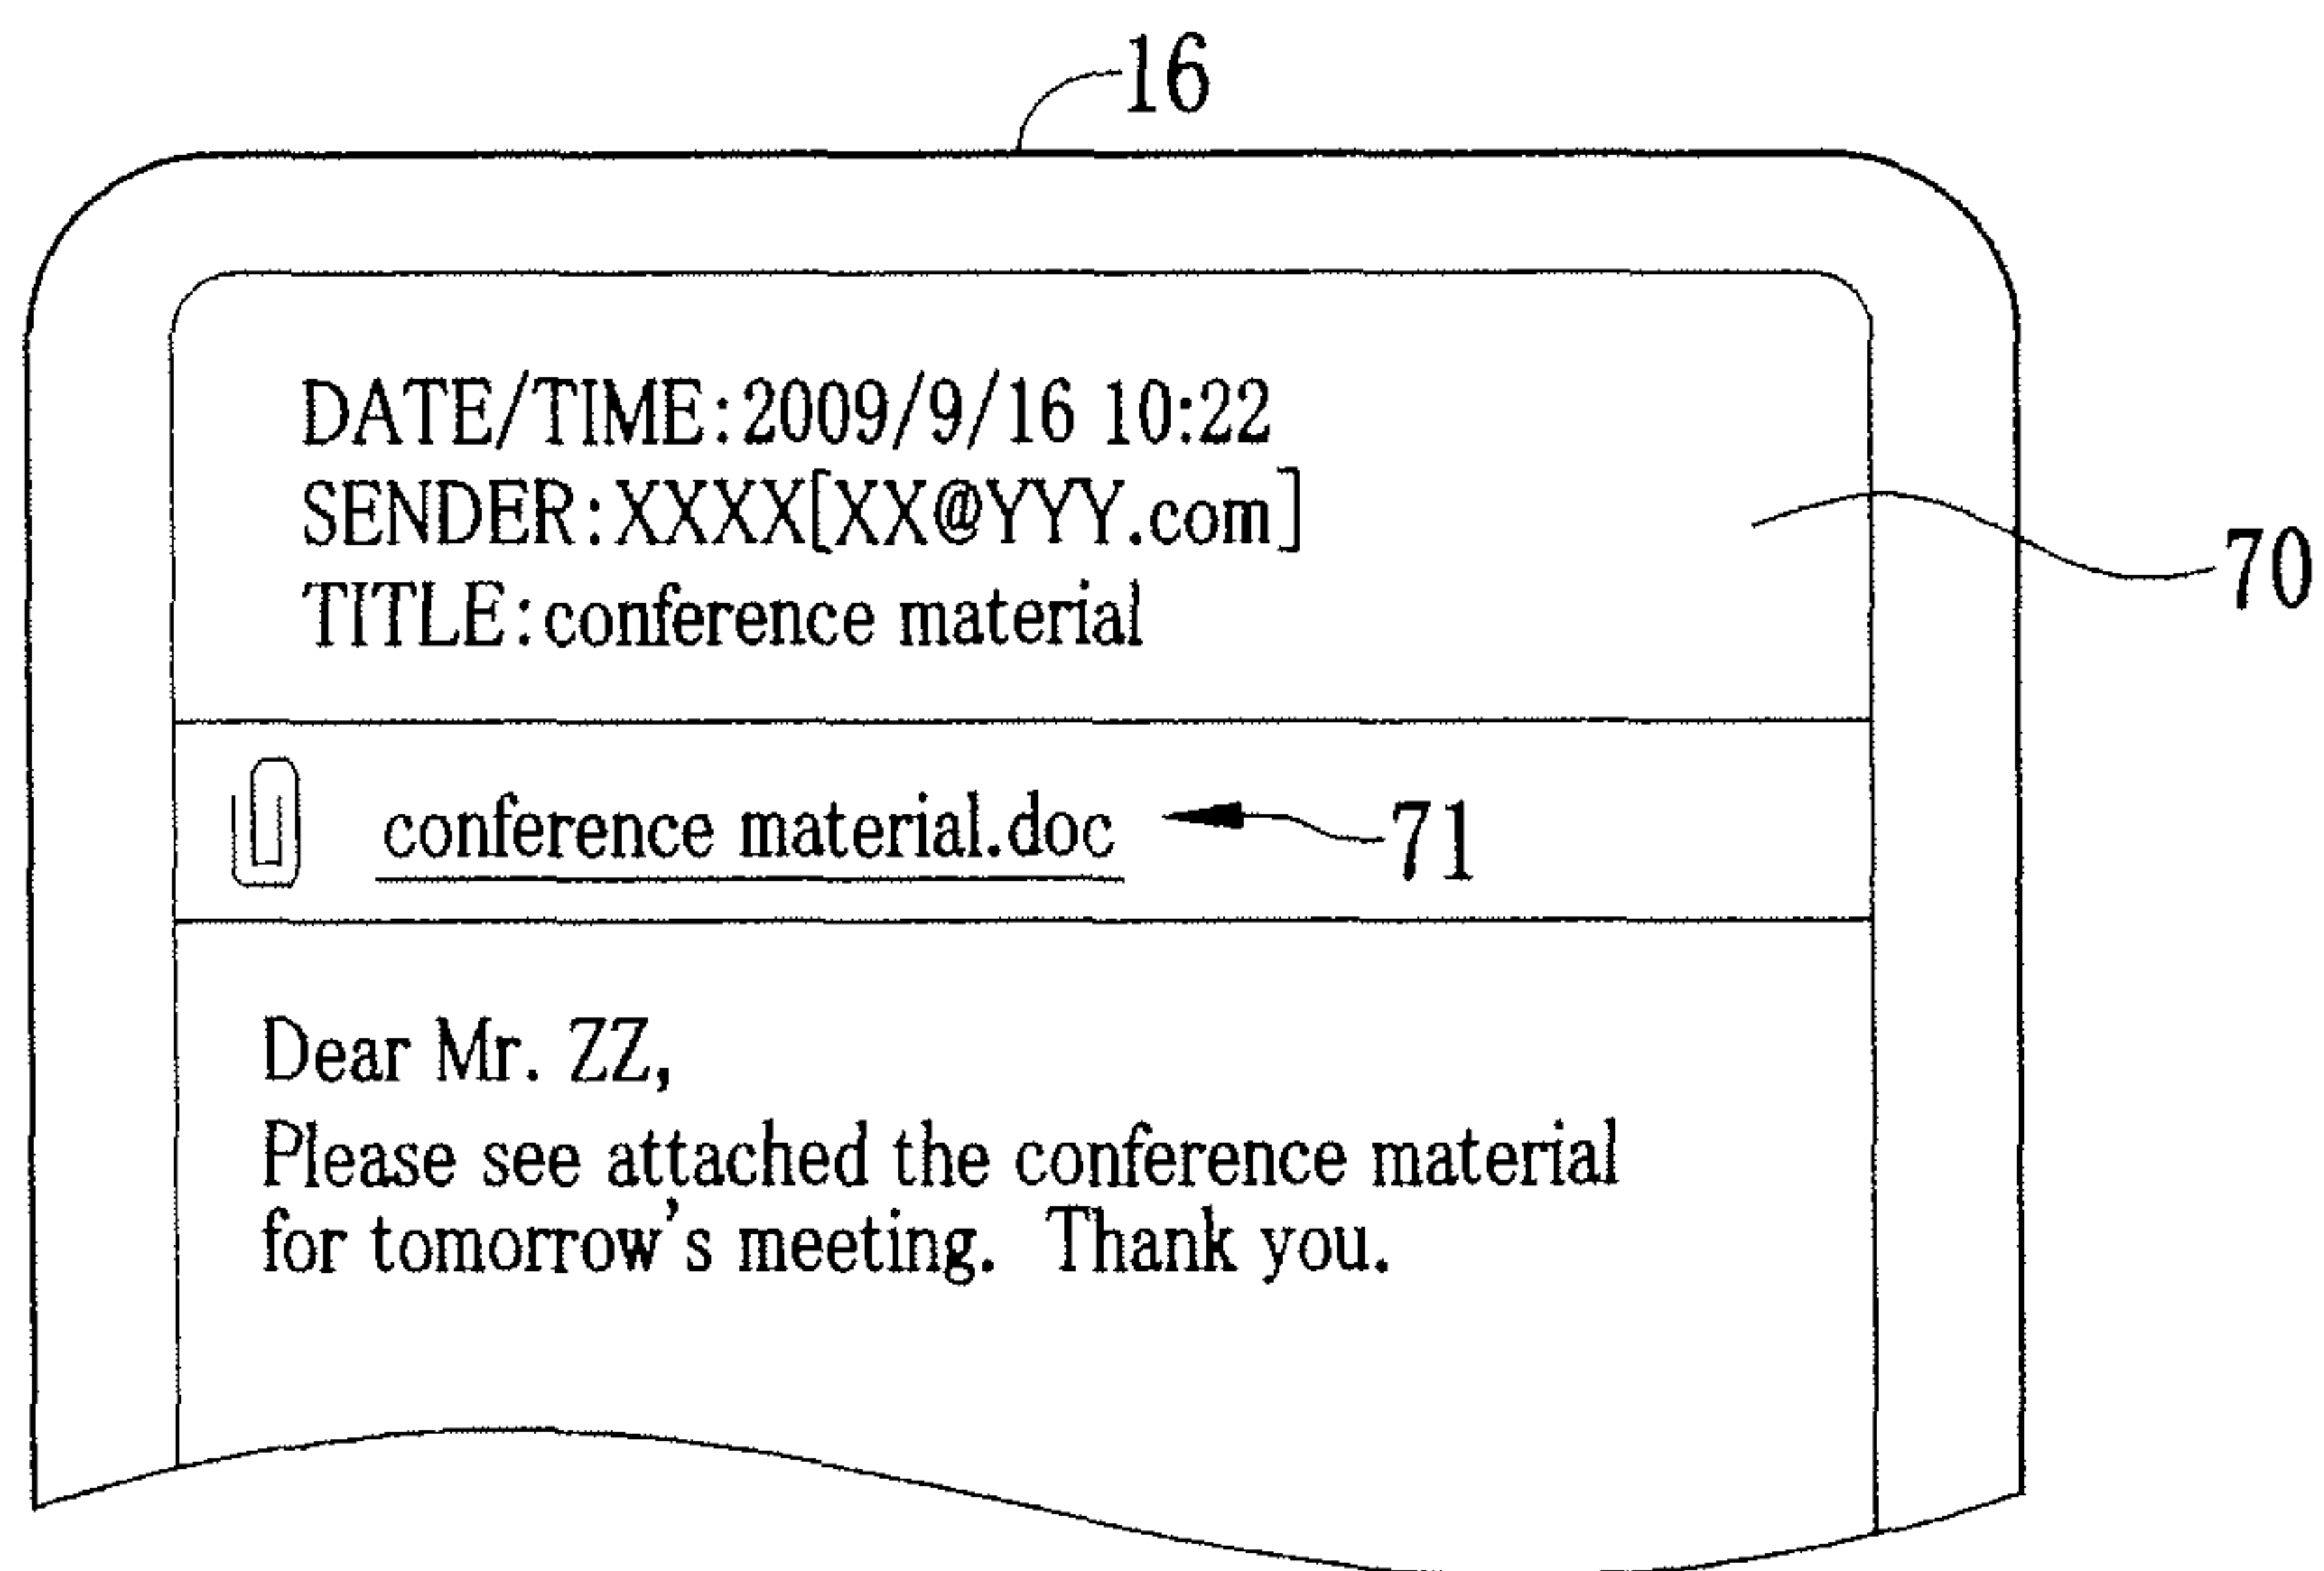 16
DATE/TIME:2009/9/16 10:22
SENDER:XXXX[XX@YYY.com]
TITLE:conference material
70
conference material.doc
71
Dear Mr. ZZ,
Please see attached the conference material
for tomorrow's meeting. Thank you.